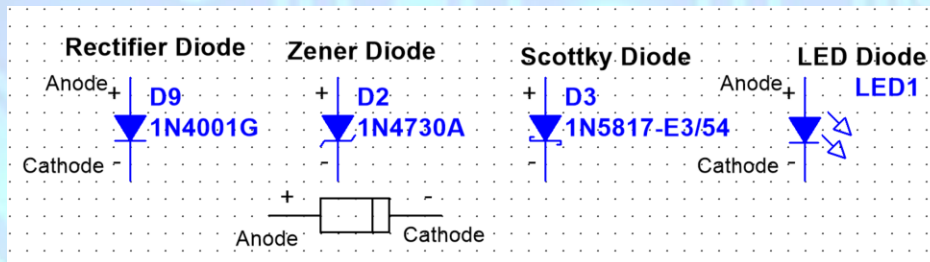 Rectifier Diode
Zener Diode
Scottky Diode
LED Diode
Anode
+
D9
1N4001G
Cathode
-
+
D2
1N4730A
-
+
D3
1N5817-E3/54
-
Anode
+
LED1
Cathode
-
+
-
Anode
Cathode